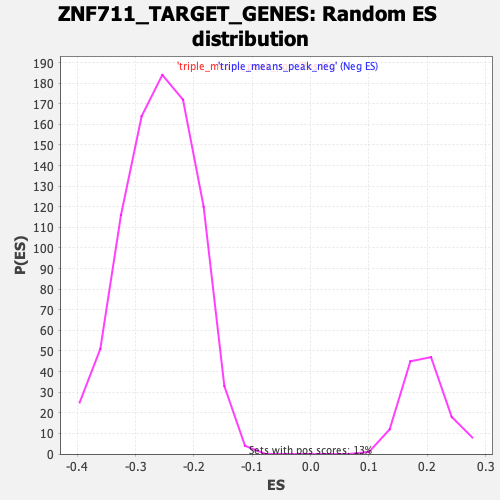 ZNF711_TARGET_GENES: Random ES
distribution
'triple_m'triple_means_peak_neg' (Neg ES)
190
180
170
160
150
140
130
120
110
100
90
80
70
60
50
40
30
20
10
0
P(ES)
Sets with pos scores: 13%
-0.4 -0.3 -0.2 -0.1 0.0 0.1 0.2 0.3
ES